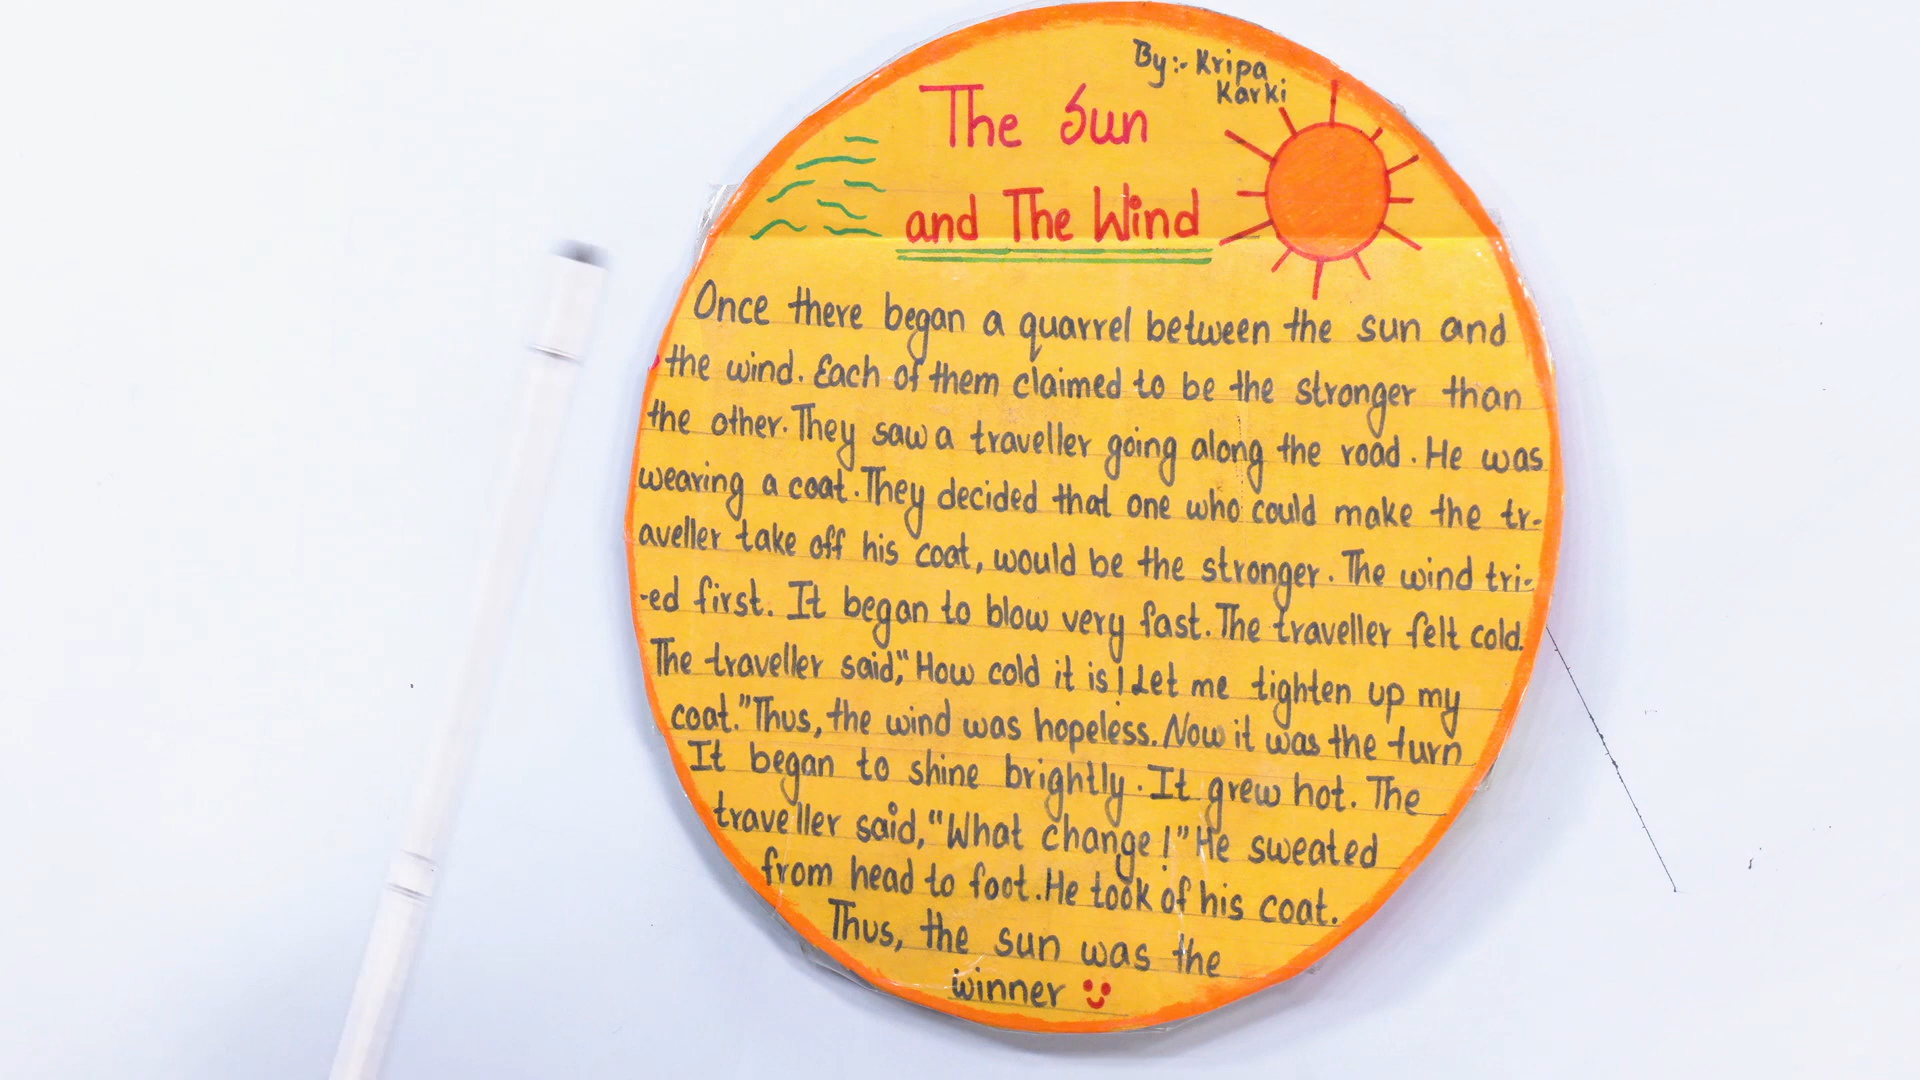 By:- Kripa
Karki
The Sun
and The Wind
Once there began a quarrel between the sun and
the wind. Each of them claimed to be the stronger than
the other. They saw a traveller going along the road. He was
wearing a coat. They decided that one who could make the tr-
aveller take off his coat, would be the stronger. The wind tri-
-ed first. It began to blow very fast. The traveller felt cold.
The traveller said," How cold it is! Let me tighten up my
coat." Thus, the wind was hopeless. Now it was the turn
It began to shine brightly. It grew hot. The
traveller said, "What change!" He sweated
from head to foot. He took of his coat.
Thus, the sun was the
winner